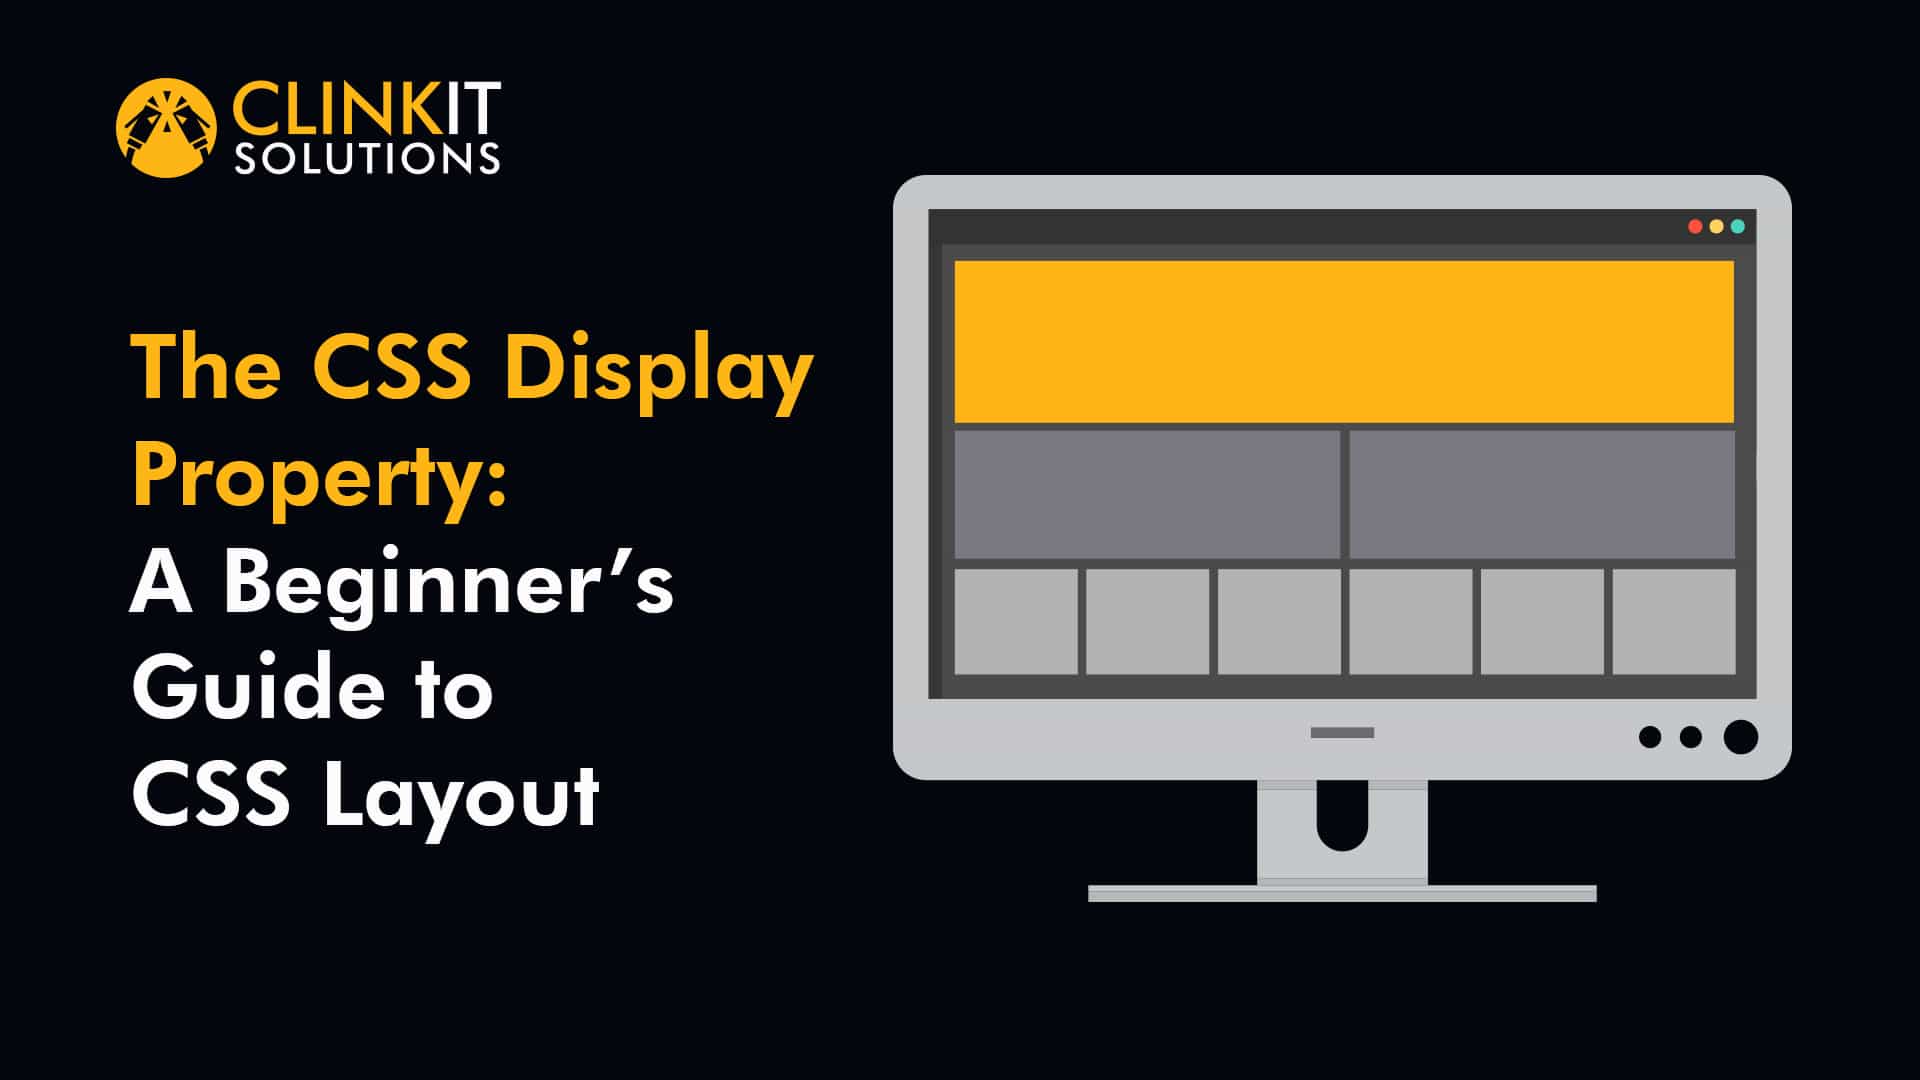 CLINKIT
SOLUTIONS
The CSS Display
Property:
A Beginner’s
Guide to
CSS Layout